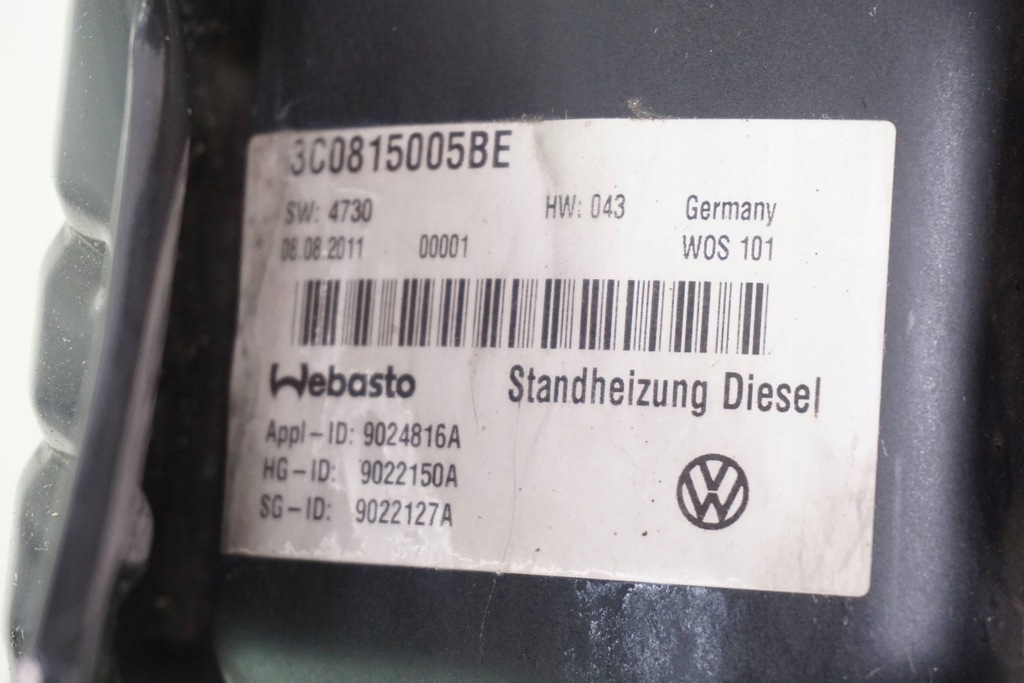 3C0815005BE
SW: 4730 HW: 043 Germany
08.08.2011 00001 WOS 101
Webasto Standheizung Diesel
Appl-ID: 9024816A
HG-ID: 9022150A
SG-ID: 9022127A
VW